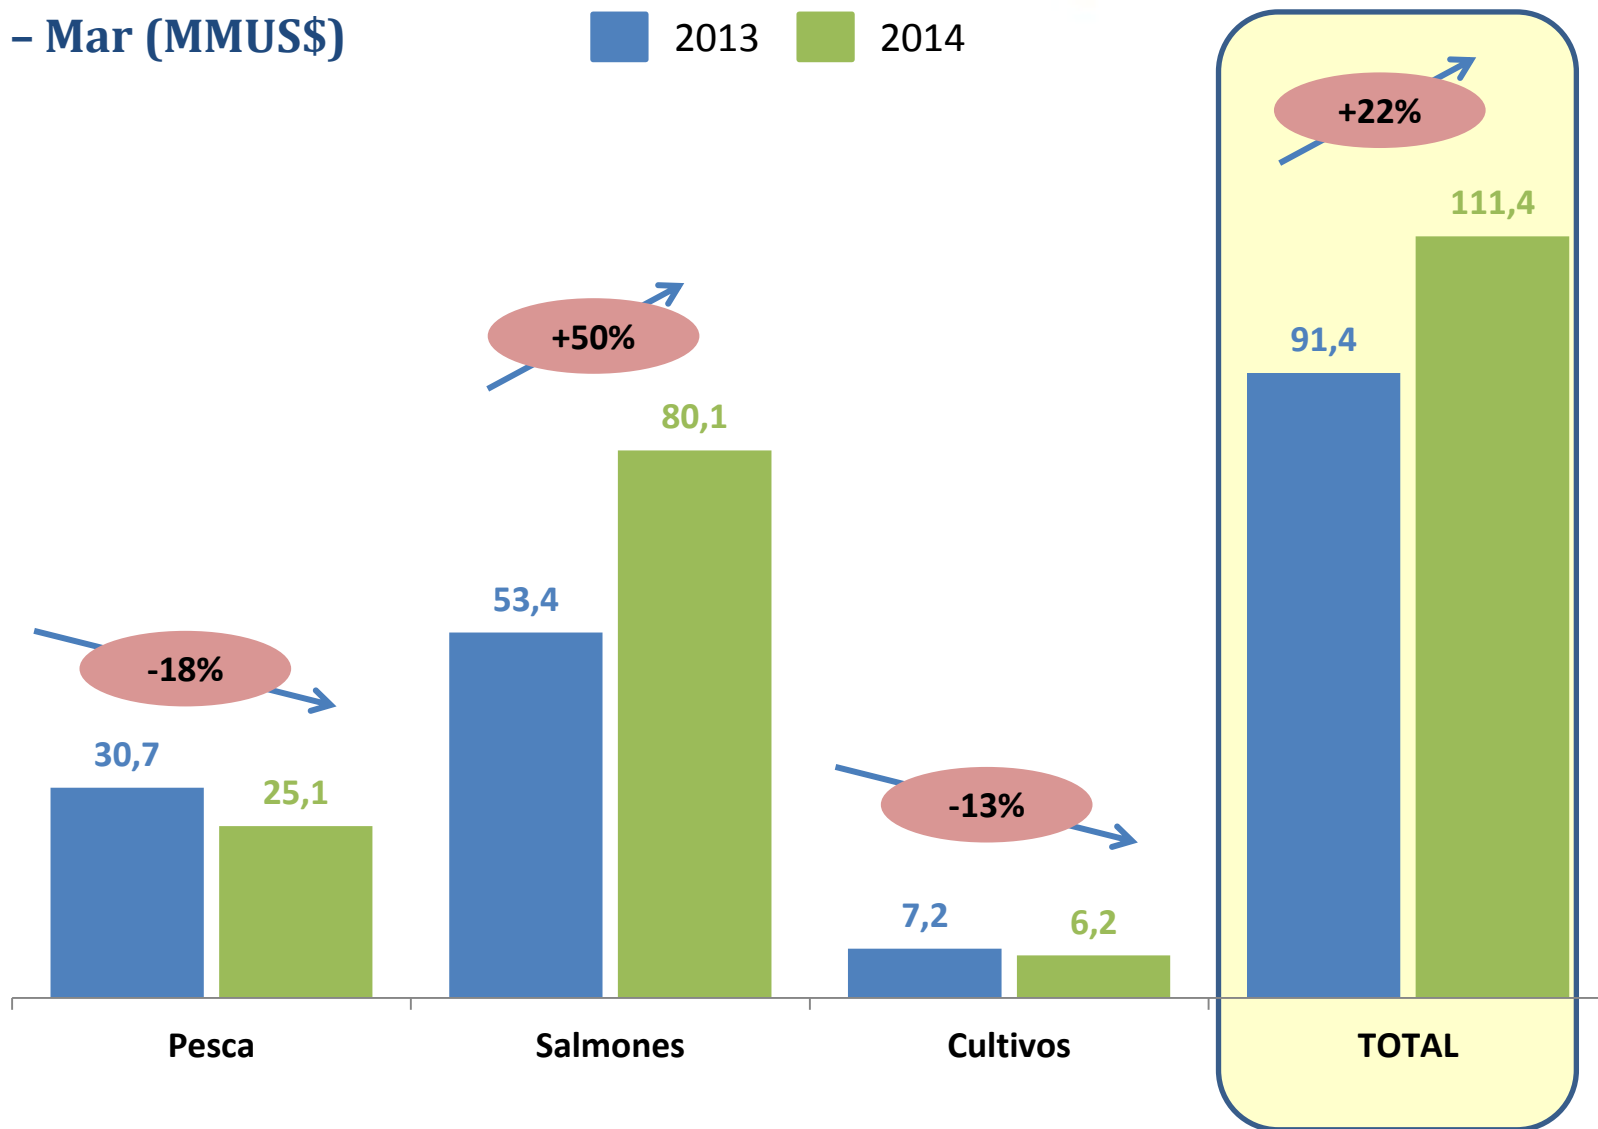 – Mar (MMUS$)
2013
2014
+22%
111,4
91,4
+50%
80,1
53,4
-18%
30,7
25,1
-13%
7,2
6,2
Pesca
Salmones
Cultivos
TOTAL